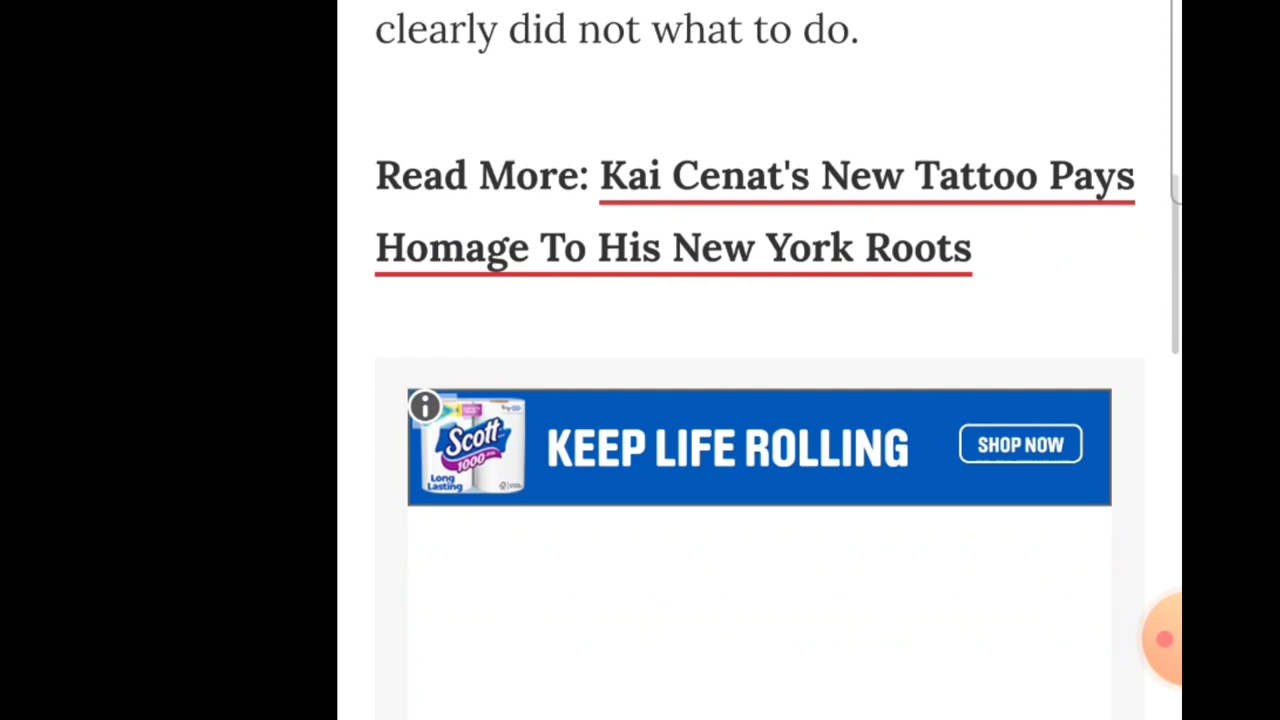 clearly did not what to do.
Read More: Kai Cenat's New Tattoo Pays
Homage To His New York Roots
Scott
1000
Long
Lasting
KEEP LIFE ROLLING
SHOP NOW